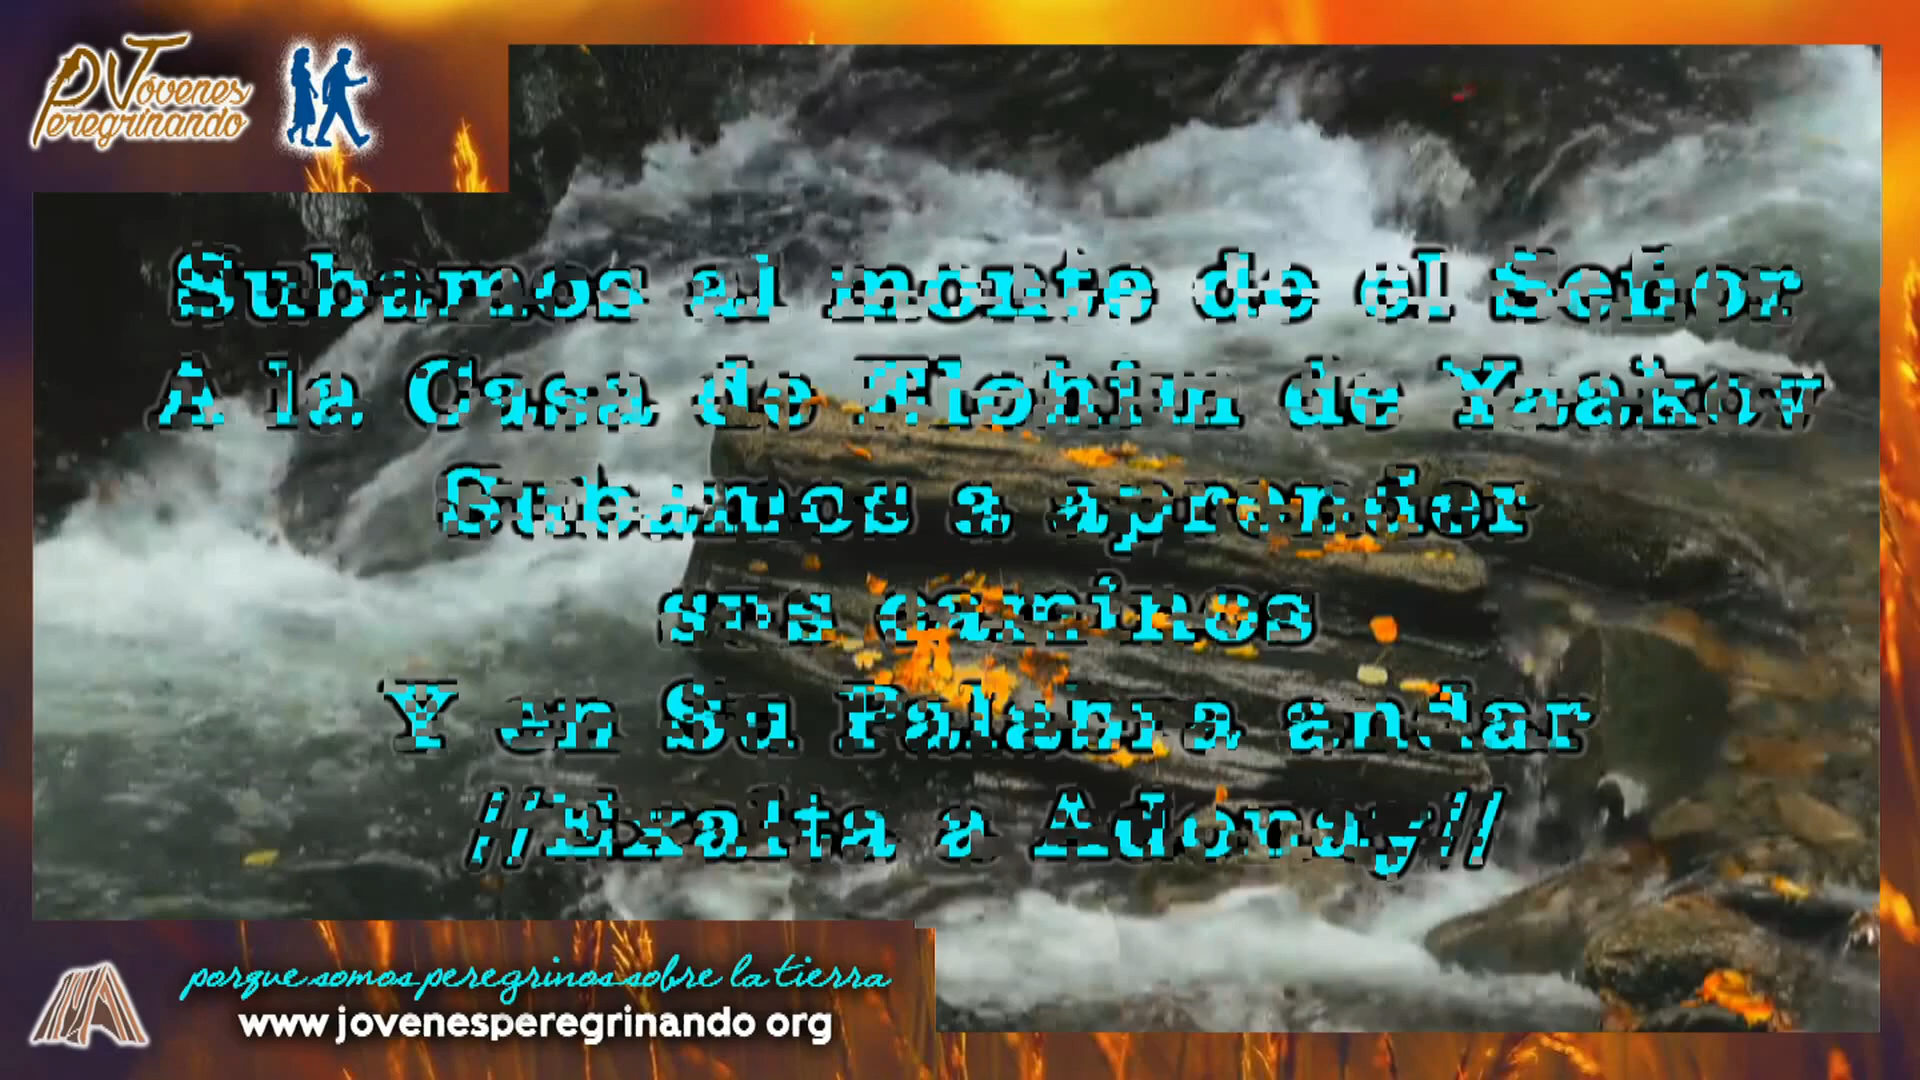 Jóvenes
Peregrinando
Subamos al monte de el Señor
A la Casa de Elohim de Yaakov
Subamos a aprender
sus caminos
Y en Su Palabra andar
//Exalta a Adonay//
porque somos peregrinos sobre la tierra
www jovenesperegrinando org